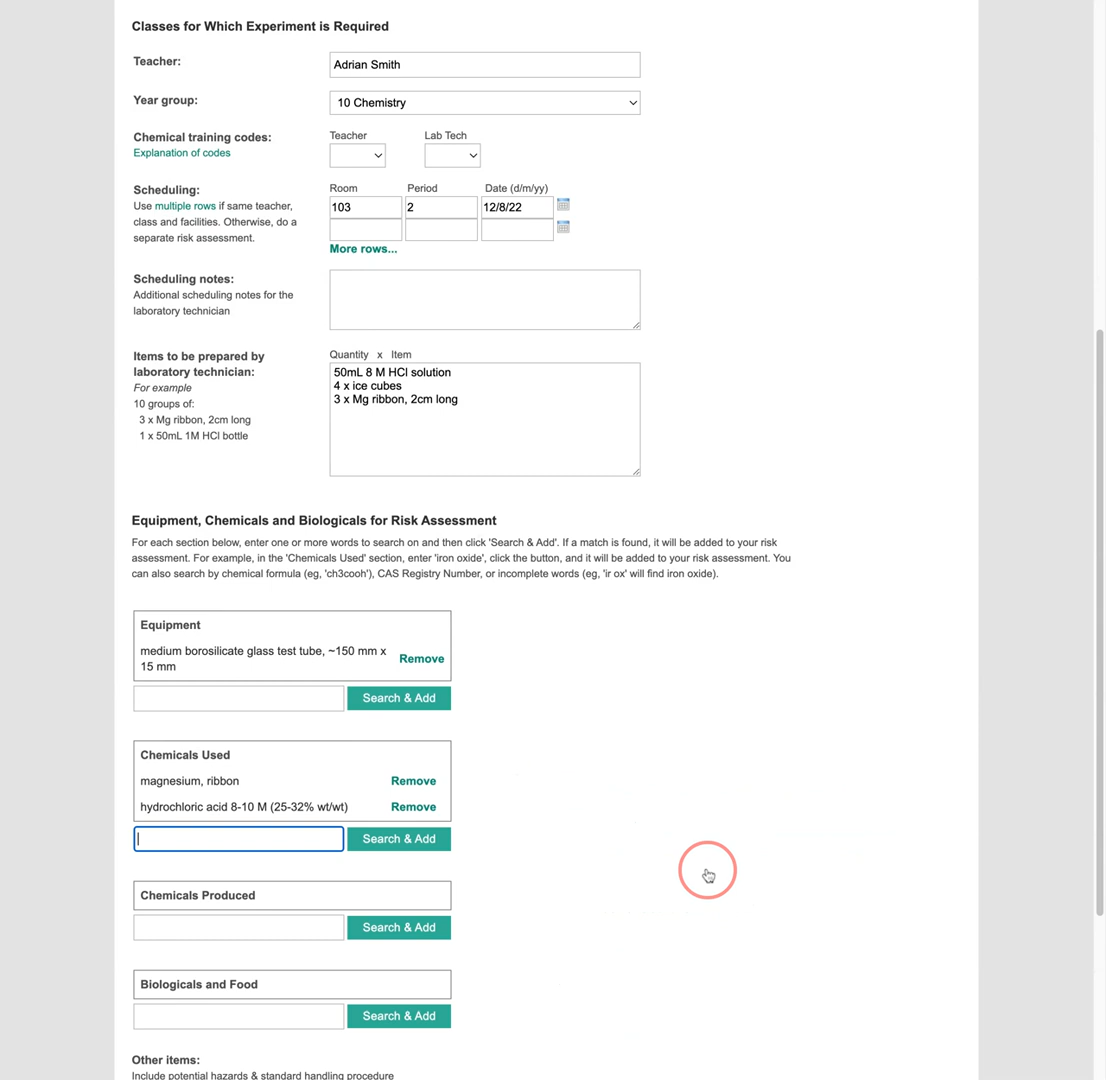 Classes for Which Experiment is Required
Teacher:
Adrian Smith
Year group:
10 Chemistry
Chemical training codes:
Explanation of codes
Teacher
Lab Tech
Scheduling:
Use multiple rows if same teacher,
class and facilities. Otherwise, do a
separate risk assessment.
Room
Period
Date (d/m/yy)
103
2
12/8/22
More rows...
Scheduling notes:
Additional scheduling notes for the
laboratory technician
Items to be prepared by
laboratory technician:
For example
10 groups of:
3 x Mg ribbon, 2cm long
1 x 50mL 1M HCl bottle
Quantity x Item
50mL 8 M HCl solution
4 x ice cubes
3 x Mg ribbon, 2cm long
Equipment, Chemicals and Biologicals for Risk Assessment
For each section below, enter one or more words to search on and then click 'Search & Add'. If a match is found, it will be added to your risk
assessment. For example, in the 'Chemicals Used' section, enter 'iron oxide', click the button, and it will be added to your risk assessment. You
can also search by chemical formula (eg, 'ch3cooh'), CAS Registry Number, or incomplete words (eg, 'ir ox' will find iron oxide).
Equipment
medium borosilicate glass test tube, ~150 mm x
15 mm
Remove
Search & Add
Chemicals Used
magnesium, ribbon
Remove
hydrochloric acid 8-10 M (25-32% wt/wt)
Remove
Search & Add
Chemicals Produced
Search & Add
Biologicals and Food
Search & Add
Other items:
Include potential hazards & standard handling procedure